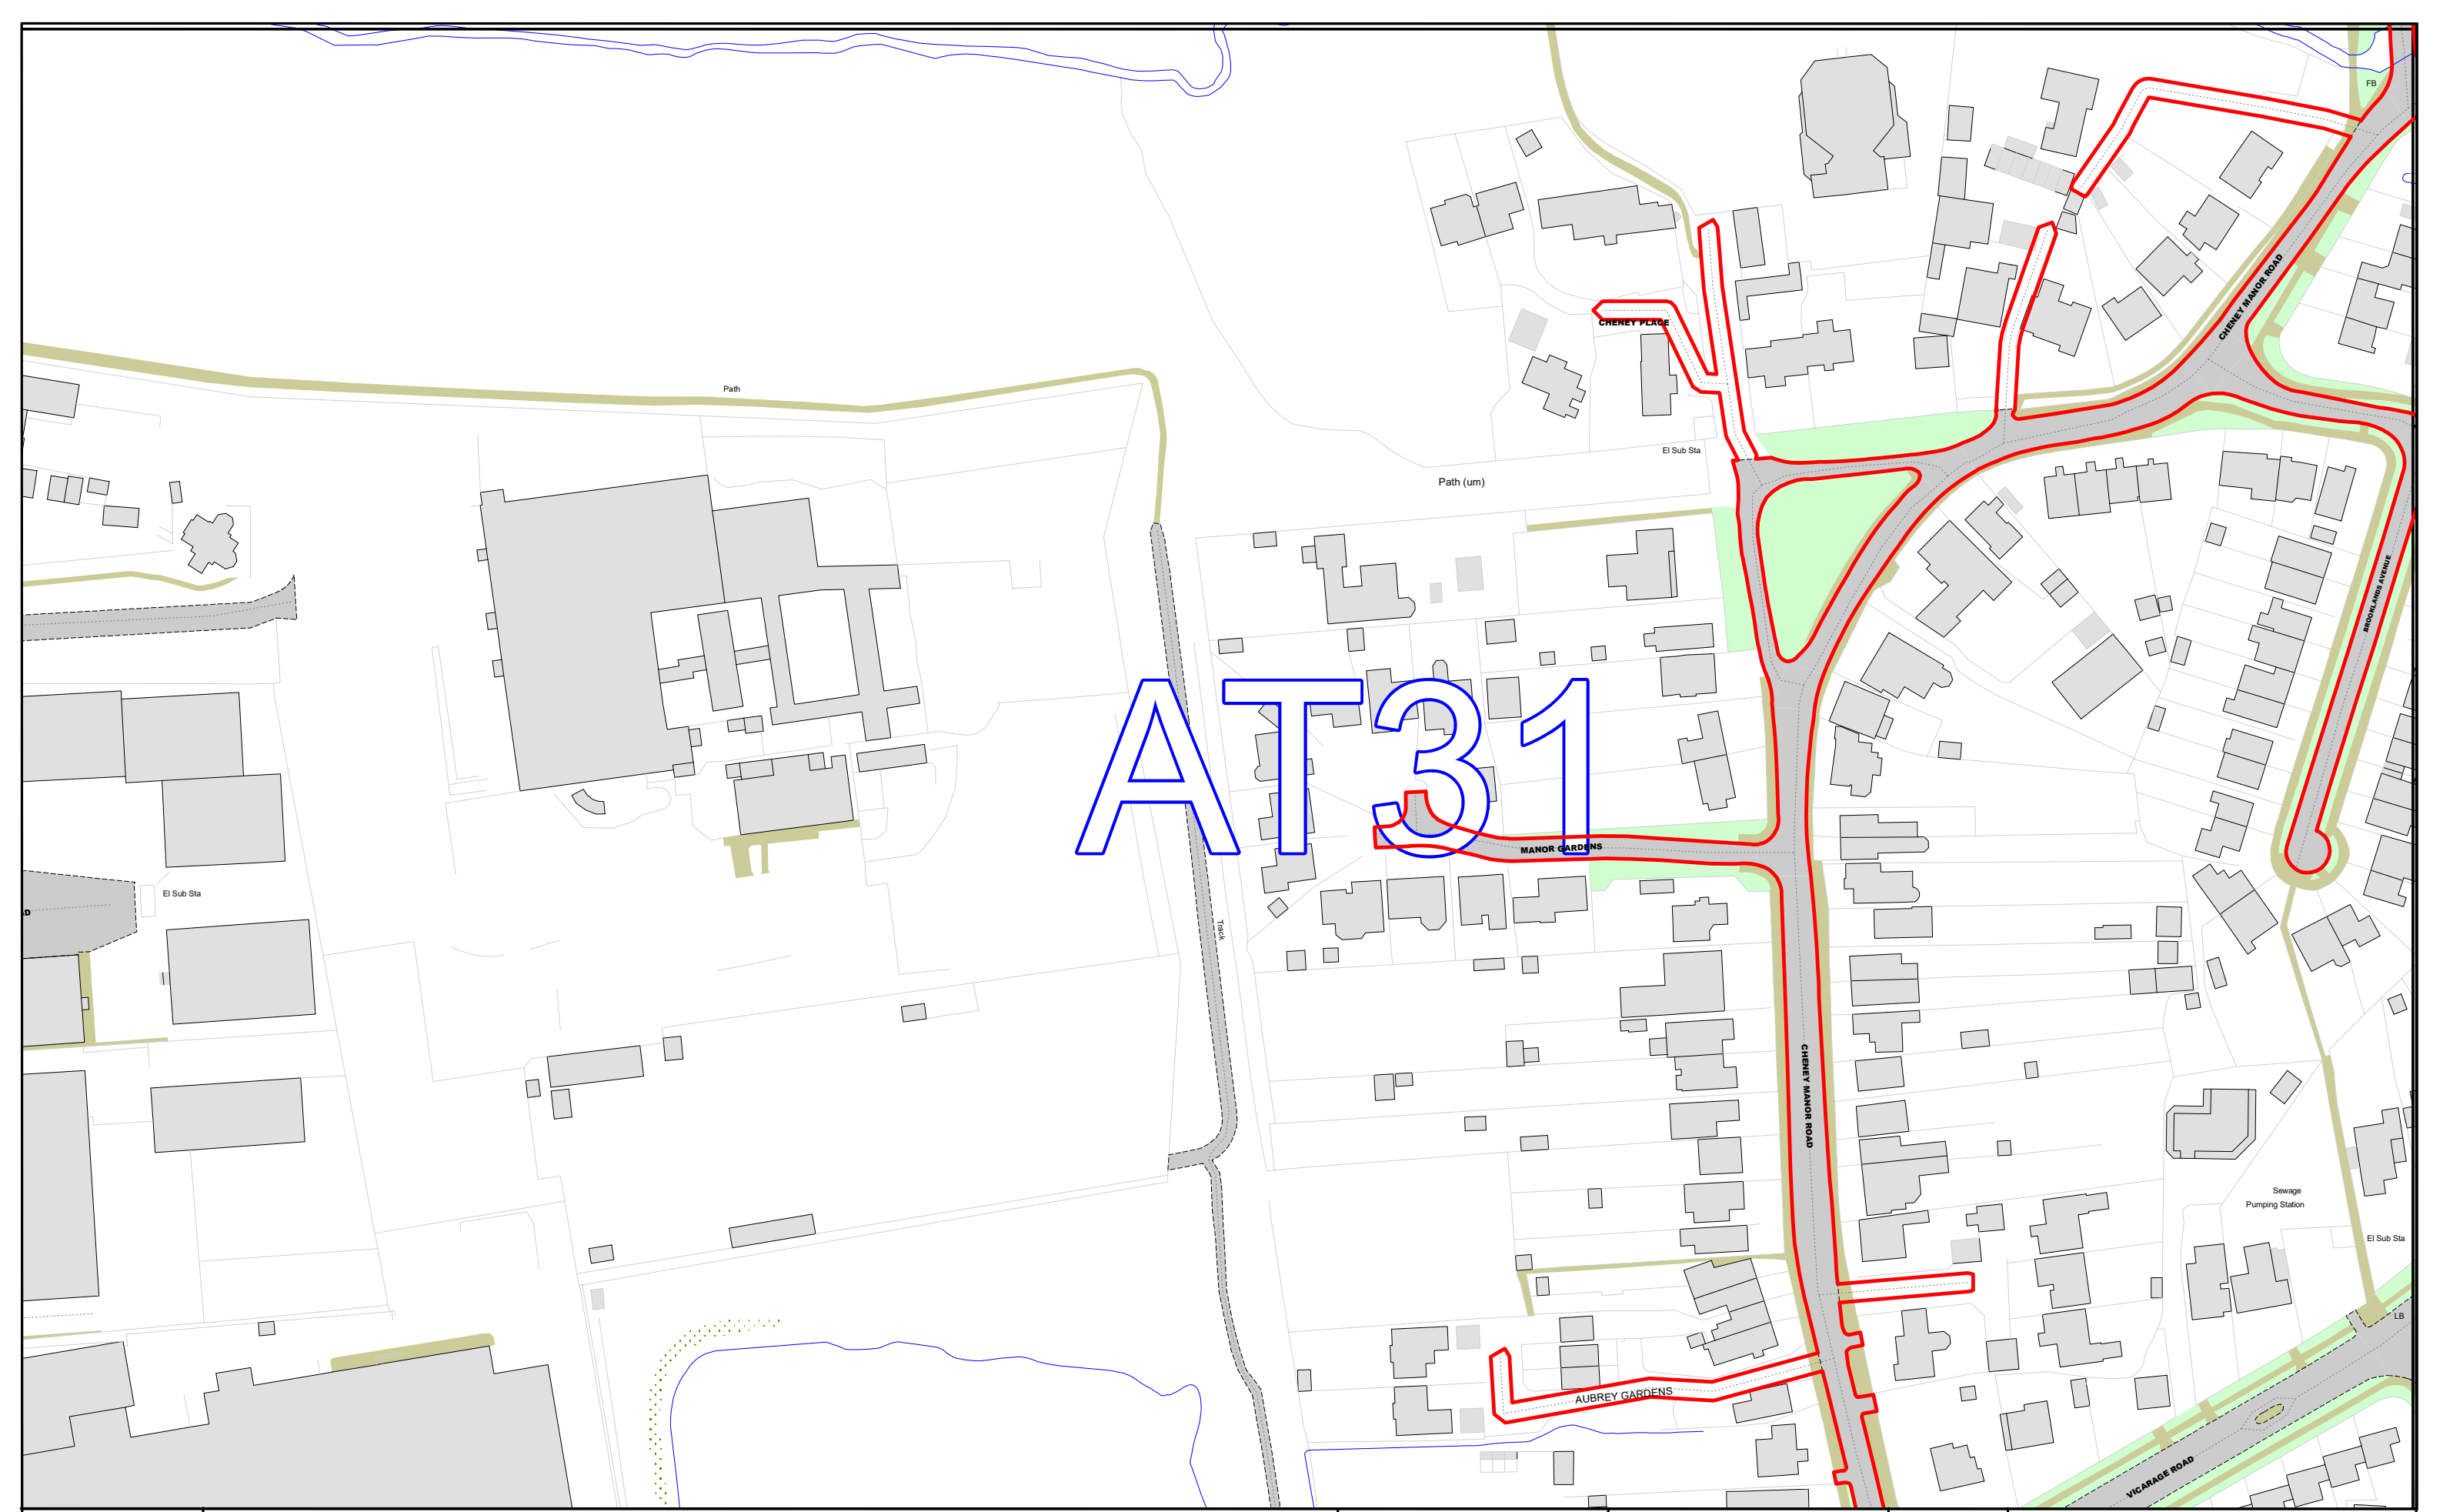 FB
CHENEY MANOR ROAD
CHENEY PLACE
Path
El Sub Sta
Path (um)
BROOKLANDS AVENUE
AT31
MANOR GARDENS
El Sub Sta
Track
CHENEY MANOR ROAD
Sewage
Pumping Station
El Sub Sta
LB
AUBREY GARDENS
VICARAGE ROAD